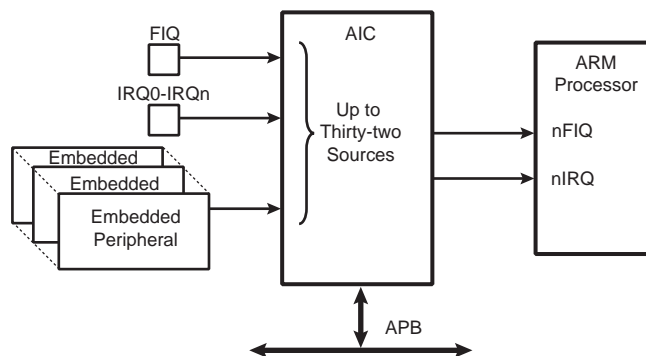 FIQ
IRQ0-IRQn
Embedded
Embedded
Embedded
Peripheral
AIC
Up to
Thirty-two
Sources
ARM
Processor
nFIQ
nIRQ
APB